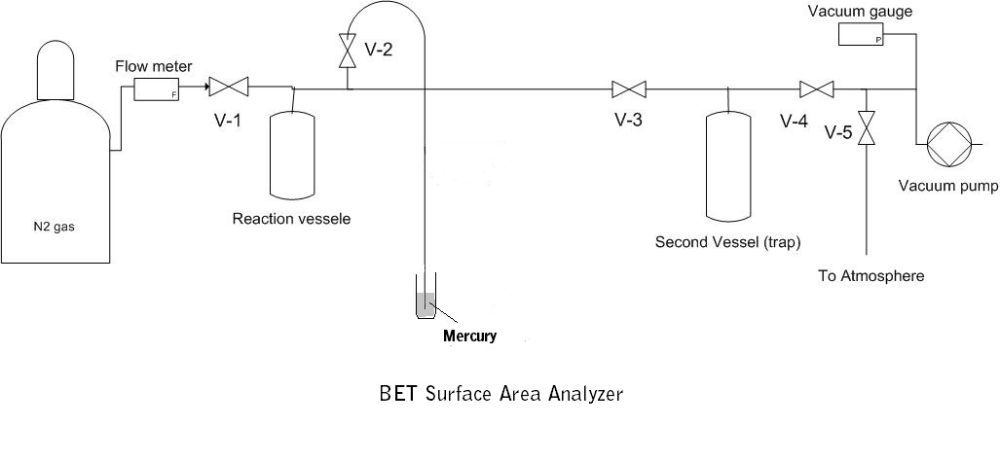 Vacuum gauge
P
Flow meter
F
V-2
V-1
V-3
V-4
V-5
Vacuum pump
N2 gas
Reaction vessele
Second Vessel (trap)
To Atmosphere
Mercury
BET Surface Area Analyzer